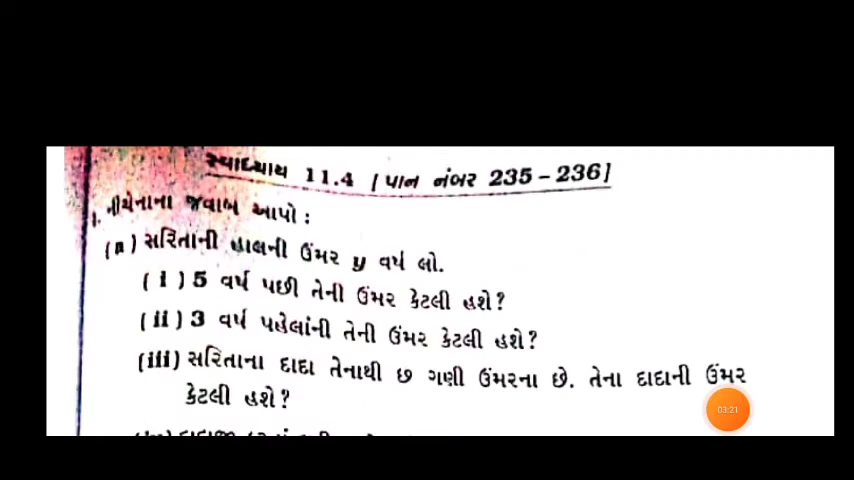 સ્વાધ્યાય 11.4 [પાન નંબર 235 – 236]
1. નીચેનાના જવાબ આપો :
(a) સરિતાની હાલની ઉંમર y વર્ષ લો.
(i) 5 વર્ષ પછી તેની ઉંમર કેટલી હશે?
(ii) 3 વર્ષ પહેલાંની તેની ઉંમર કેટલી હશે?
(iii) સરિતાના દાદા તેનાથી છ ગણી ઉંમરના છે. તેના દાદાની ઉંમર
કેટલી હશે?
03:21